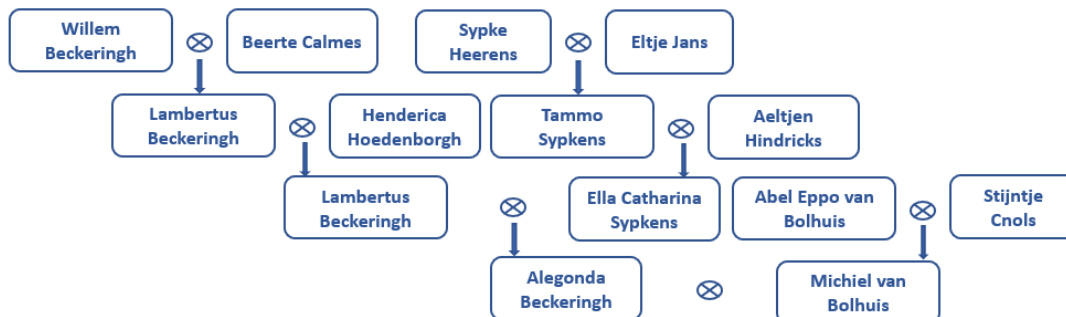 Willem
Beckeringh
Beerte Calmes
Sypke
Heerens
Eltje Jans
Lambertus
Beckeringh
Henderica
Hoedenborgh
Tammo
Sypkens
Aeltjen
Hindricks
Lambertus
Beckeringh
Ella Catharina
Sypkens
Abel Eppo van
Bolhuis
Stijntje
Cnols
Alegonda
Beckeringh
Michiel van
Bolhuis